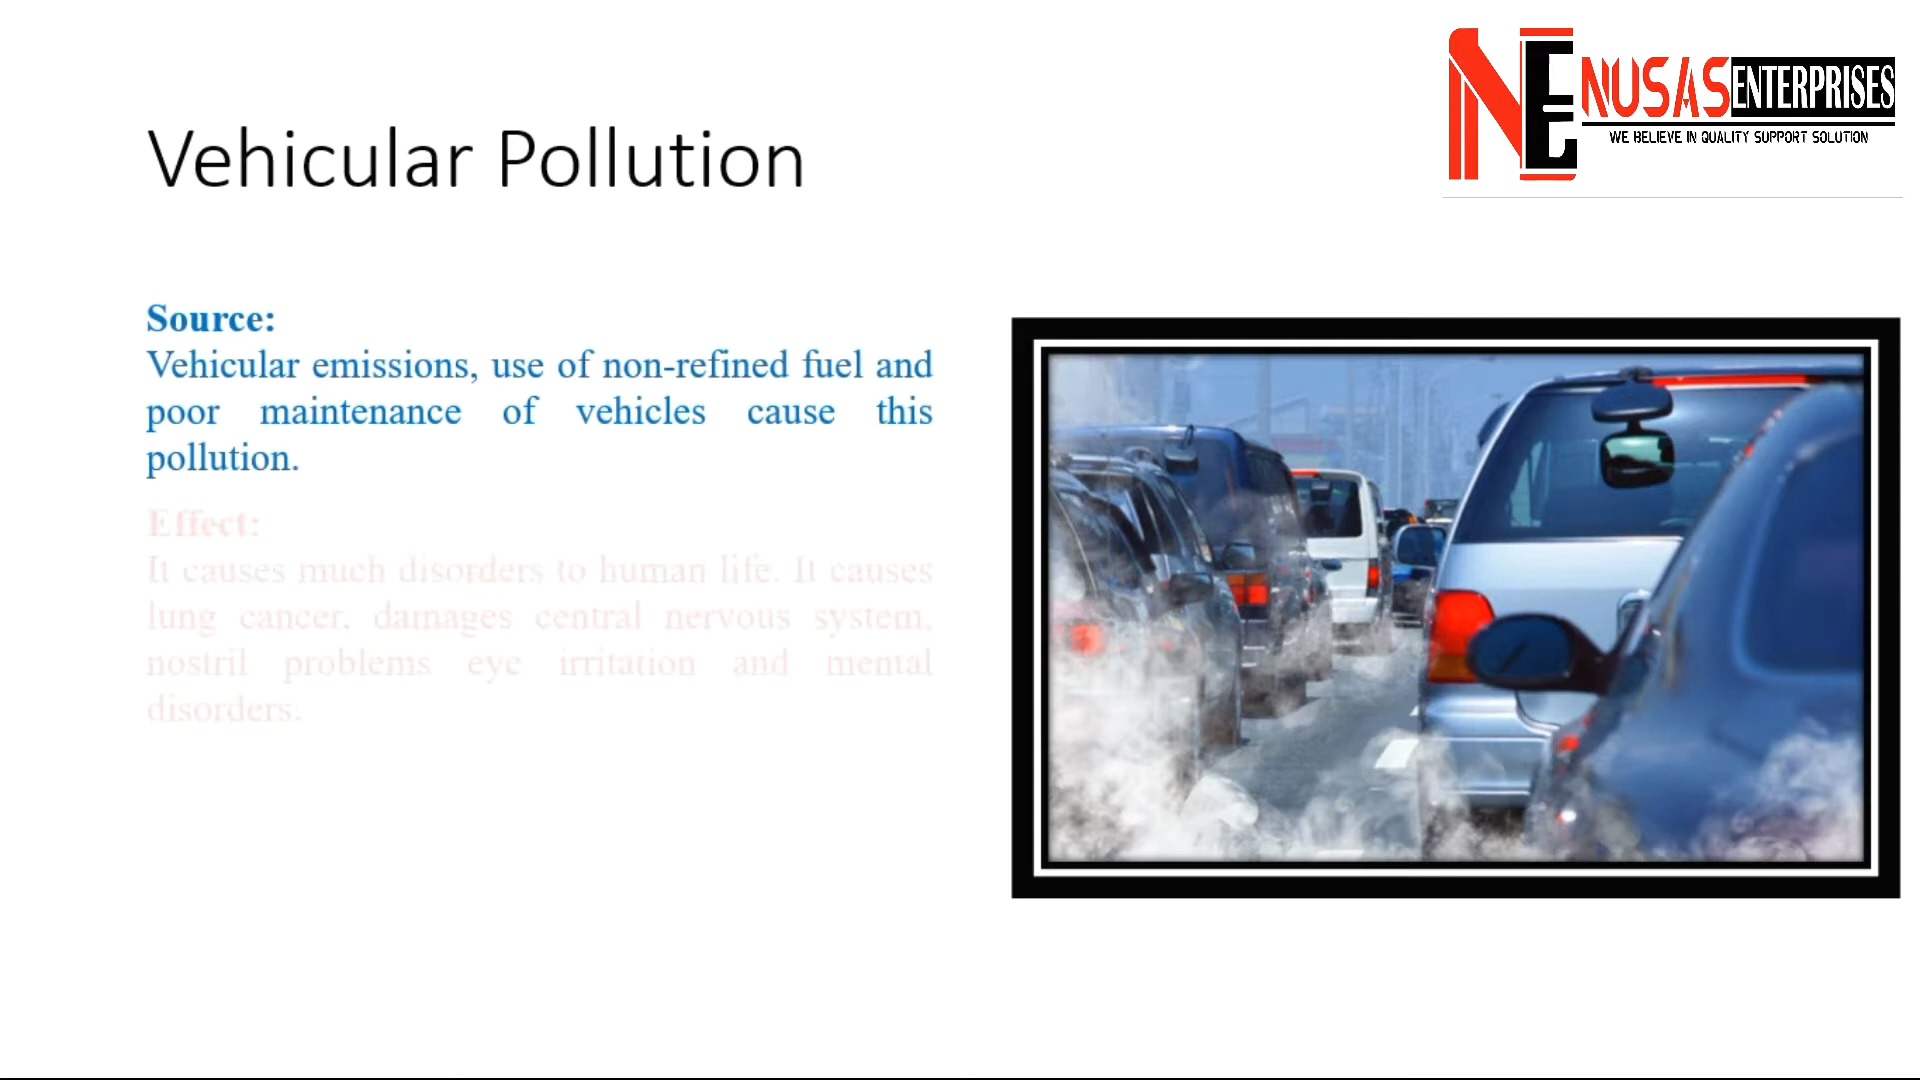 NE NUSAS ENTERPRISES
WE BELIEVE IN QUALITY SUPPORT SOLUTION
Vehicular Pollution
Source:
Vehicular emissions, use of non-refined fuel and
poor maintenance of vehicles cause this
pollution.
Effect:
It causes much disorders to human life. It causes
lung cancer, damages central nervous system,
nostril problems eye irritation and mental
disorders.